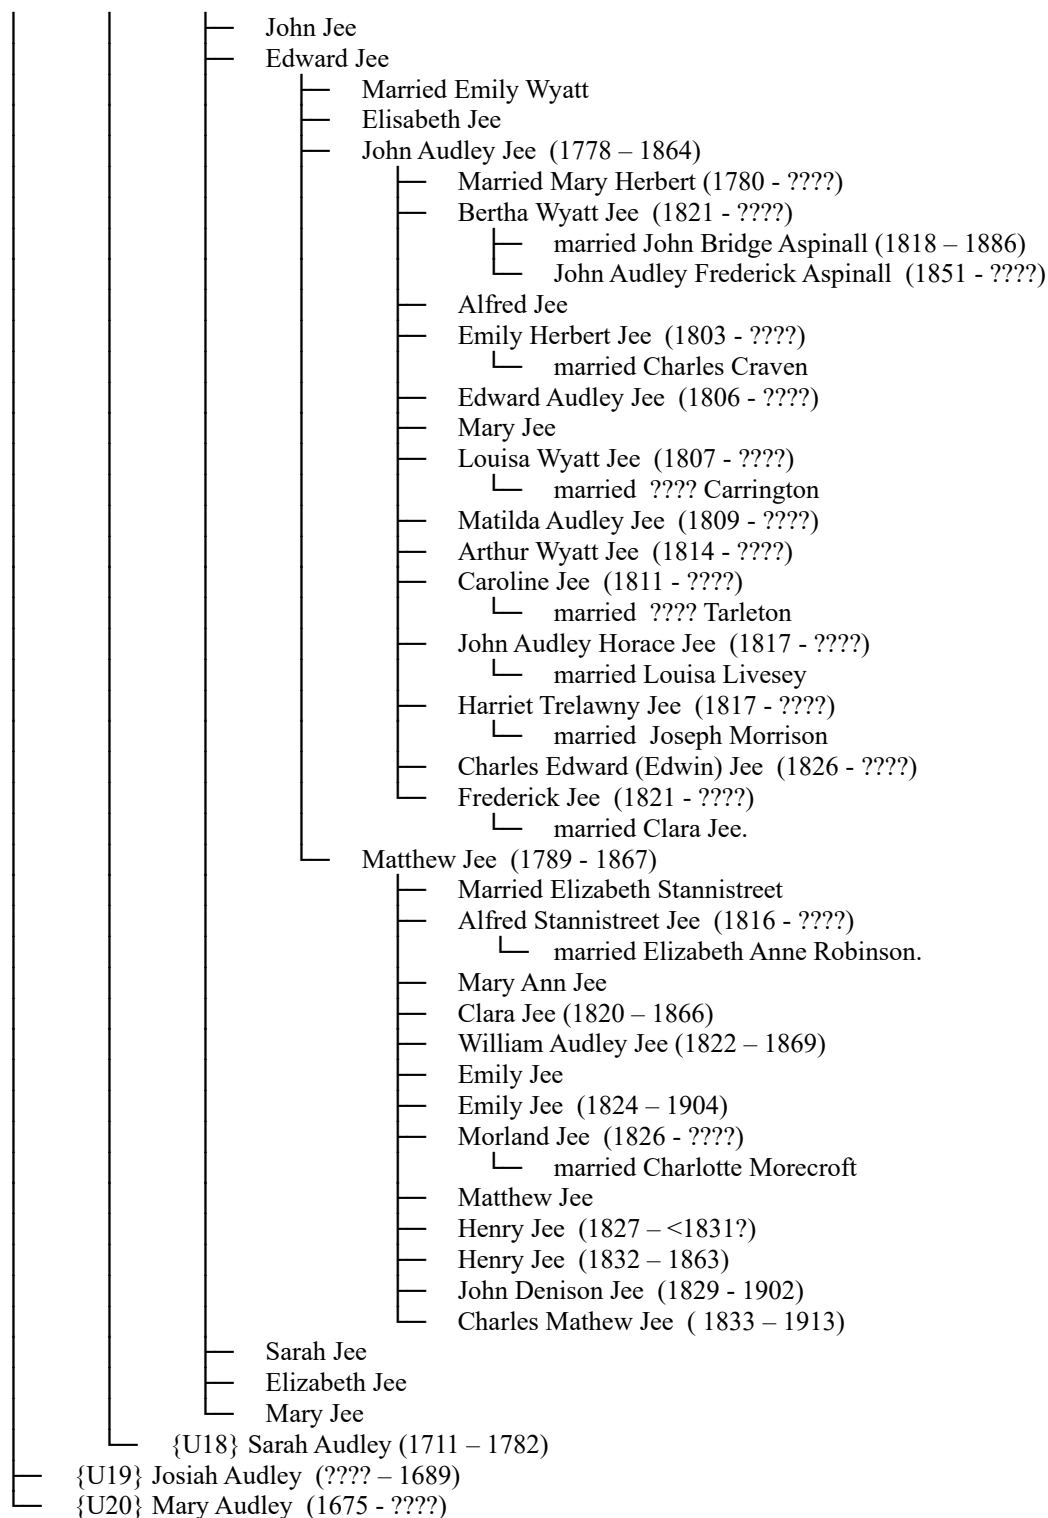 John Jee
Edward Jee
Married Emily Wyatt
Elisabeth Jee
John Audley Jee (1778 – 1864)
Married Mary Herbert (1780 - ????)
Bertha Wyatt Jee (1821 - ????)
married John Bridge Aspinall (1818 – 1886)
John Audley Frederick Aspinall (1851 - ????)
Alfred Jee
Emily Herbert Jee (1803 - ????)
married Charles Craven
Edward Audley Jee (1806 - ????)
Mary Jee
Louisa Wyatt Jee (1807 - ????)
married ???? Carrington
Matilda Audley Jee (1809 - ????)
Arthur Wyatt Jee (1814 - ????)
Caroline Jee (1811 - ????)
married ???? Tarleton
John Audley Horace Jee (1817 - ????)
married Louisa Livesey
Harriet Trelawny Jee (1817 - ????)
married Joseph Morrison
Charles Edward (Edwin) Jee (1826 - ????)
Frederick Jee (1821 - ????)
married Clara Jee.
Matthew Jee (1789 - 1867)
Married Elizabeth Stannistreet
Alfred Stannistreet Jee (1816 - ????)
married Elizabeth Anne Robinson.
Mary Ann Jee
Clara Jee (1820 – 1866)
William Audley Jee (1822 – 1869)
Emily Jee
Emily Jee (1824 – 1904)
Morland Jee (1826 - ????)
married Charlotte Morecroft
Matthew Jee
Henry Jee (1827 – <1831?)
Henry Jee (1832 – 1863)
John Denison Jee (1829 - 1902)
Charles Mathew Jee ( 1833 – 1913)
Sarah Jee
Elizabeth Jee
Mary Jee
{U18} Sarah Audley (1711 – 1782)
{U19} Josiah Audley (???? – 1689)
{U20} Mary Audley (1675 - ????)